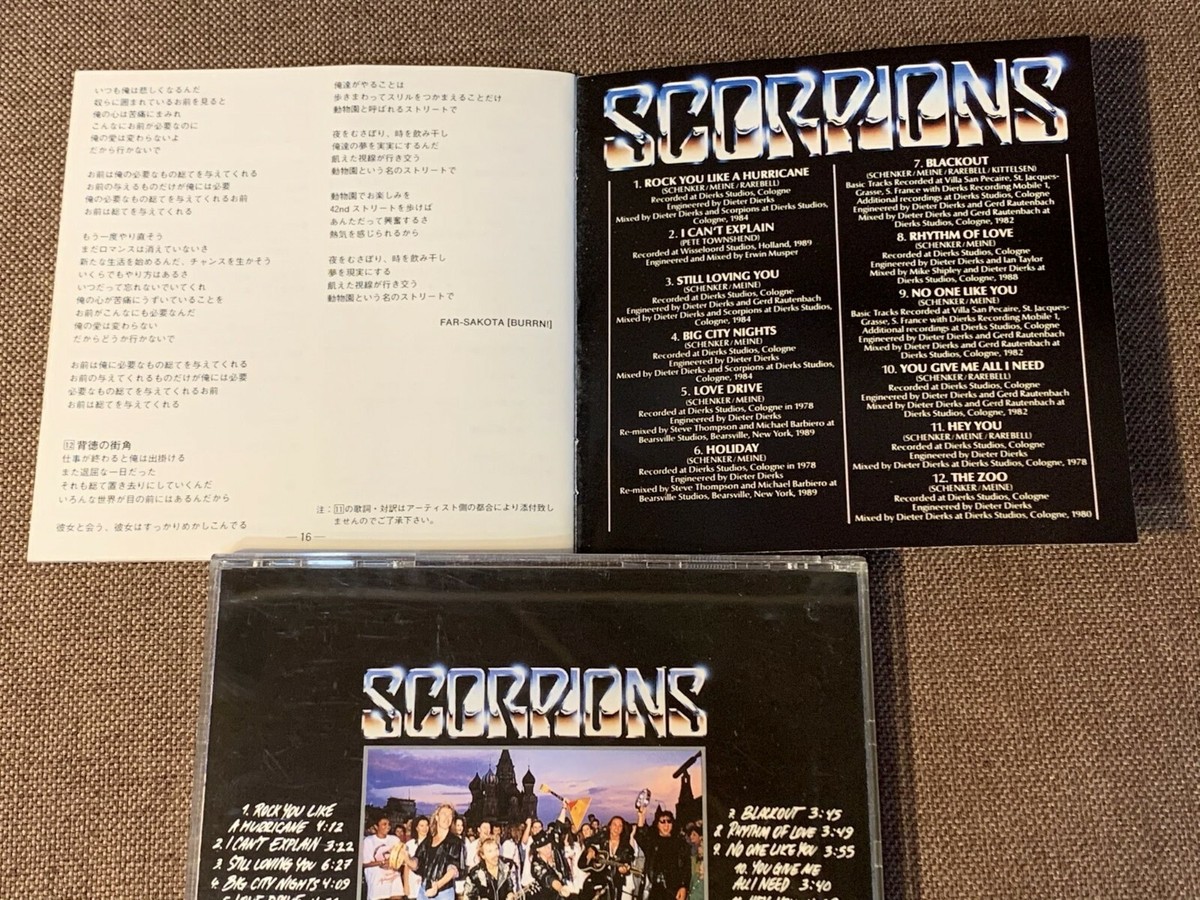 いつも俺は悲しくなるんだ
奴らに囲まれているお前を見ると
俺の心は苦痛にまみれ
こんなにお前が必要なのに
俺の愛は変わらないよ
だから行かないで
お前は俺の必要なもの総てを与えてくれる
お前の与えるものだけが俺には必要
俺の必要なもの総てを与えてくれるお前
お前は総てを与えてくれる
もう一度やり直そう
まだロマンスは消えていないさ
新たな生活を始めるんだ、チャンスを生かそう
いくらでもやり方はあるさ
いつだって忘れないでいてくれ
俺の心が苦痛にうずいていることを
お前がこんなにも必要なんだ
俺の愛は変わらない
だからどうか行かないで
お前は俺に必要なもの総てを与えてくれる
お前の与えてくれるものだけが俺には必要
必要なもの総てを与えてくれるお前
お前は総てを与えてくれる
12 背徳の街角
仕事が終わると俺は出掛ける
また退屈な一日だった
それも総て置き去りにしていくんだ
いろんな世界が目の前にはあるんだから
彼女と会う、彼女はすっかりめかしこんでる
俺達がやることは
歩きまわってスリルをつかまえることだけ
動物園と呼ばれるストリートで
夜をむさぼり、時を飲み干し
俺達の夢を実実にするんだ
飢えた視線が行き交う
動物園という名のストリートで
動物園でお楽しみを
42nd ストリートを歩けば
あんただって興奮するさ
熱気を感じられるから
夜をむさぼり、時を飲み干し
夢を現実にする
飢えた視線が行き交う
動物園という名のストリートで
FAR-SAKOTA [BURRN!]
注：11の歌詞・対訳はアーティスト側の都合により添付致し
ませんのでご了承下さい。
—16—
SCORPIONS
1. ROCK YOU LIKE A HURRICANE
(SCHENKER/MEINE/RAREBELL)
Recorded at Dierks Studios, Cologne
Engineered by Dieter Dierks
Mixed by Dieter Dierks and Scorpions at Dierks Studios,
Cologne, 1984
2. I CAN'T EXPLAIN
(PETE TOWNSHEND)
Recorded at Wisseloord Studios, Holland, 1989
Engineered and Mixed by Erwin Musper
3. STILL LOVING YOU
(SCHENKER/MEINE)
Recorded at Dierks Studios, Cologne
Engineered by Dieter Dierks and Gerd Rautenbach
Mixed by Dieter Dierks and Scorpions at Dierks Studios,
Cologne, 1984
4. BIG CITY NIGHTS
(SCHENKER/MEINE)
Recorded at Dierks Studios, Cologne
Engineered by Dieter Dierks
Mixed by Dieter Dierks and Scorpions at Dierks Studios,
Cologne, 1984
5. LOVE DRIVE
(SCHENKER/MEINE)
Recorded at Dierks Studios, Cologne in 1978
Engineered by Dieter Dierks
Re-mixed by Steve Thompson and Michael Barbiero at
Bearsville Studios, Bearsville, New York, 1989
6. HOLIDAY
(SCHENKER/MEINE)
Recorded at Dierks Studios, Cologne in 1978
Engineered by Dieter Dierks
Re-mixed by Steve Thompson and Michael Barbiero at
Bearsville Studios, Bearsville, New York, 1989
7. BLACKOUT
(SCHENKER/MEINE/RAREBELL/KITTELSEN)
Basic Tracks Recorded at Villa San Pecaire, St. Jacques-
Grasse, S. France with Dierks Recording Mobile 1,
Additional recordings at Dierks Studios, Cologne
Engineered by Dieter Dierks and Gerd Rautenbach
Mixed by Dieter Dierks and Gerd Rautenbach at
Dierks Studios, Cologne, 1982
8. RHYTHM OF LOVE
(SCHENKER/MEINE)
Recorded at Dierks Studios, Cologne
Engineered by Dieter Dierks and Ian Taylor
Mixed by Mike Shipley and Dieter Dierks at
Dierks Studios, Cologne, 1988
9. NO ONE LIKE YOU
(SCHENKER/MEINE)
Basic Tracks Recorded at Villa San Pecaire, St. Jacques-
Grasse, S. France with Dierks Recording Mobile 1,
Additional recordings at Dierks Studios, Cologne
Engineered by Dieter Dierks and Gerd Rautenbach
Mixed by Dieter Dierks and Gerd Rautenbach at
Dierks Studios, Cologne, 1982
10. YOU GIVE ME ALL I NEED
(SCHENKER/RAREBELL)
Recorded at Dierks Studios, Cologne
Engineered by Dieter Dierks and Gerd Rautenbach
Mixed by Dieter Dierks and Gerd Rautenbach at
Dierks Studios, Cologne, 1982
11. HEY YOU
(SCHENKER/MEINE/RAREBELL)
Recorded at Dierks Studios, Cologne
Engineered by Dieter Dierks
Mixed by Dieter Dierks at Dierks Studios, Cologne, 1978
12. THE ZOO
(SCHENKER/MEINE)
Recorded at Dierks Studios, Cologne
Engineered by Dieter Dierks
Mixed by Dieter Dierks at Dierks Studios, Cologne, 1980
SCORPIONS
1. ROCK YOU LIKE
A HURRICANE 4:12
2. I CAN'T EXPLAIN 3:22
3. STILL LOVING YOU 6:27
4. BIG CITY NIGHTS 4:09
7. BLACKOUT 3:45
8. RHYTHM OF LOVE 3:49
9. NO ONE LIKE YOU 3:55
10. YOU GIVE ME
ALL I NEED 3:40